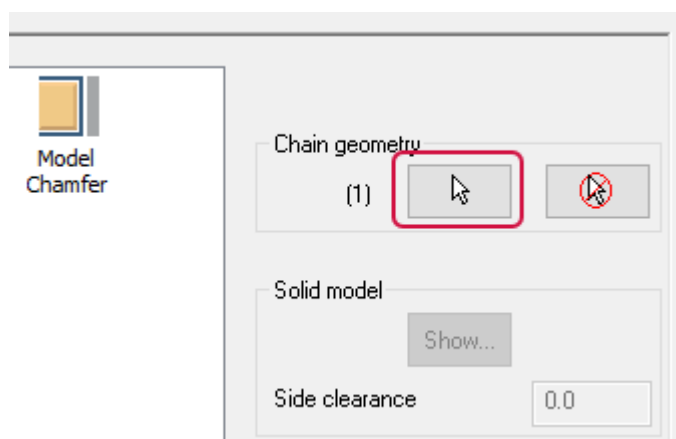 Model
Chamfer
Chain geometry
(1)
Solid model
Show...
Side clearance
0.0